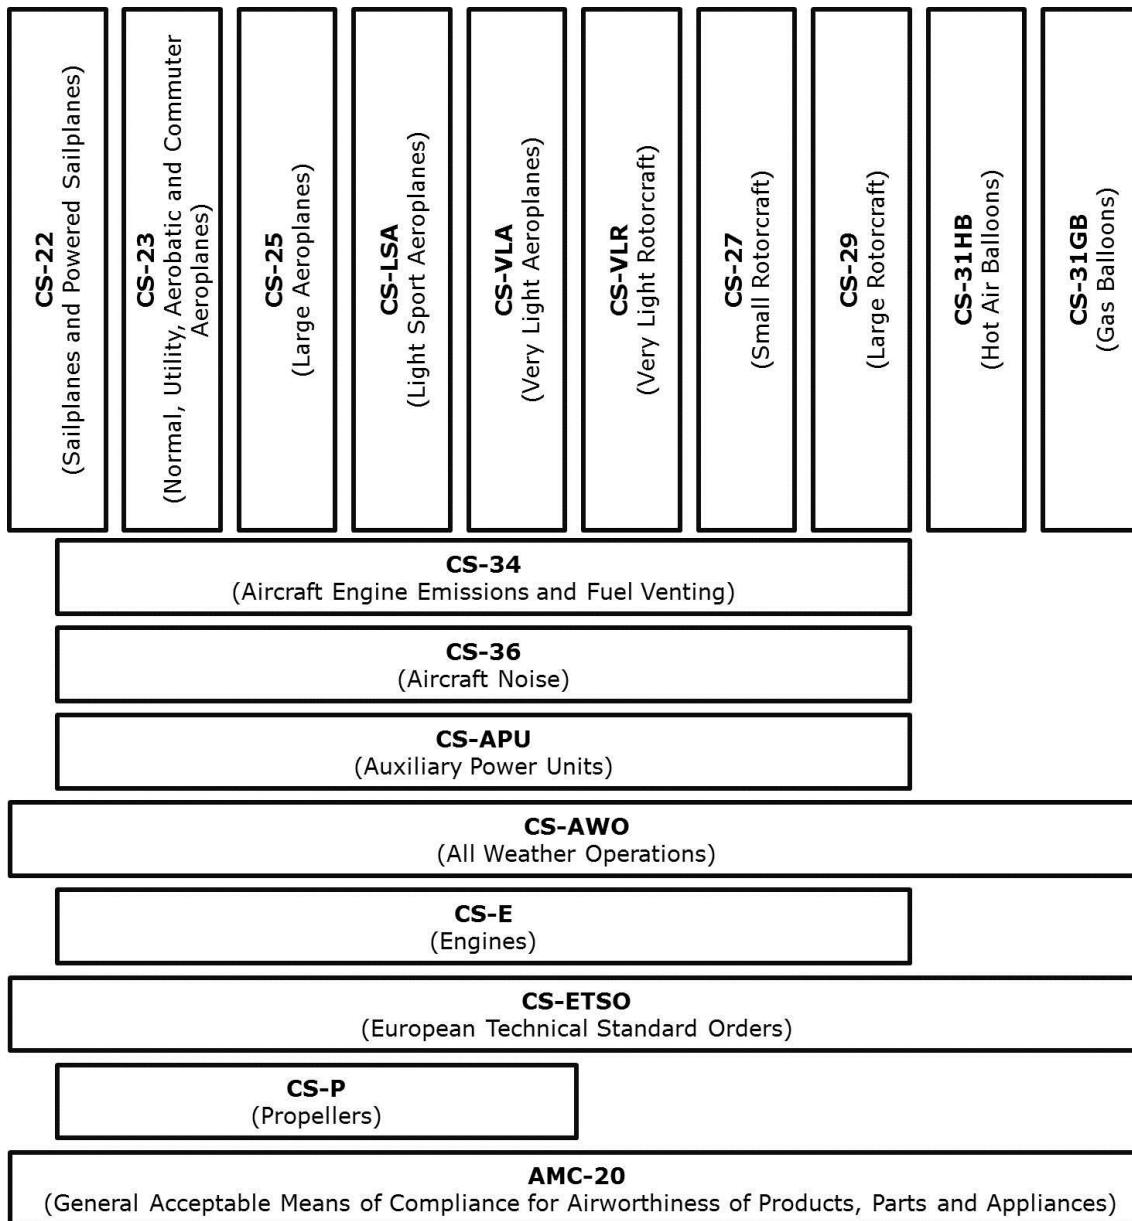 CS-22
(Sailplanes and Powered Sailplanes)
CS-23
(Normal, Utility, Aerobatic and Commuter
Aeroplanes)
CS-25
(Large Aeroplanes)
CS-LSA
(Light Sport Aeroplanes)
CS-VLA
(Very Light Aeroplanes)
CS-VLR
(Very Light Rotorcraft)
CS-27
(Small Rotorcraft)
CS-29
(Large Rotorcraft)
CS-31HB
(Hot Air Balloons)
CS-31GB
(Gas Balloons)
CS-34
(Aircraft Engine Emissions and Fuel Venting)
CS-36
(Aircraft Noise)
CS-APU
(Auxiliary Power Units)
CS-AWO
(All Weather Operations)
CS-E
(Engines)
CS-ETSO
(European Technical Standard Orders)
CS-P
(Propellers)
AMC-20
(General Acceptable Means of Compliance for Airworthiness of Products, Parts and Appliances)